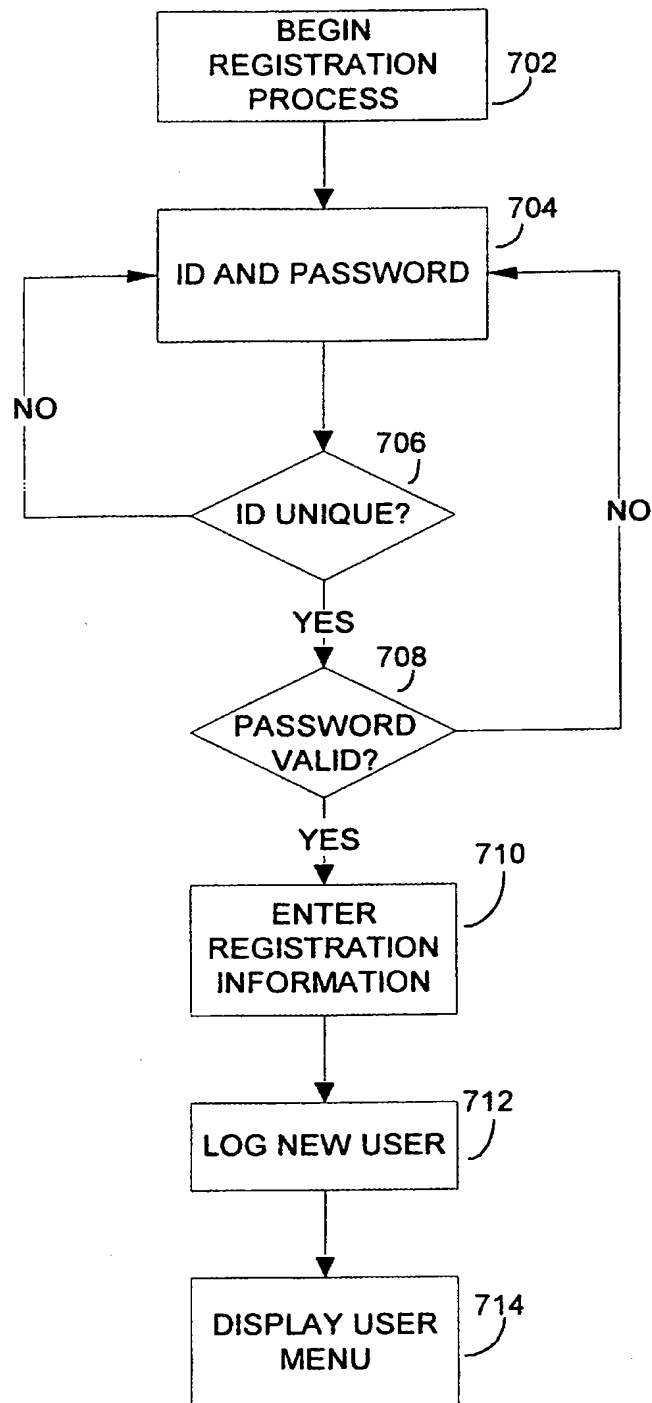 BEGIN
REGISTRATION
PROCESS
702
704
ID AND PASSWORD
NO
706
ID UNIQUE?
NO
YES
708
PASSWORD
VALID?
YES
710
ENTER
REGISTRATION
INFORMATION
712
LOG NEW USER
714
DISPLAY USER
MENU